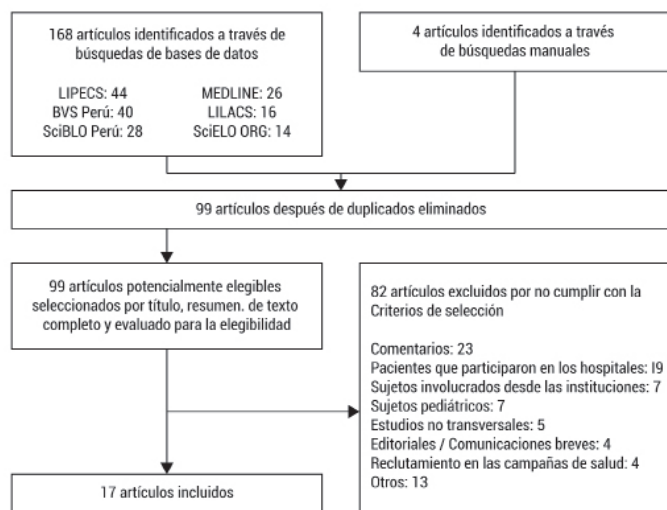 168 artículos identificados a través de
búsquedas de bases de datos
LIPECS: 44
MEDLINE: 26
BVS Perú: 40
LILACS: 16
SciBLO Perú: 28
SciELO ORG: 14
4 artículos identificados a través
de búsquedas manuales
99 artículos después de duplicados eliminados
99 artículos potencialmente elegibles
seleccionados por título, resumen. de texto
completo y evaluado para la elegibilidad
82 artículos excluidos por no cumplir con la
Criterios de selección
Comentarios: 23
Pacientes que participaron en los hospitales: I9
Sujetos involucrados desde las instituciones: 7
Sujetos pediátricos: 7
Estudios no transversales: 5
Editoriales / Comunicaciones breves: 4
Reclutamiento en las campañas de salud: 4
Otros: 13
17 artículos incluidos